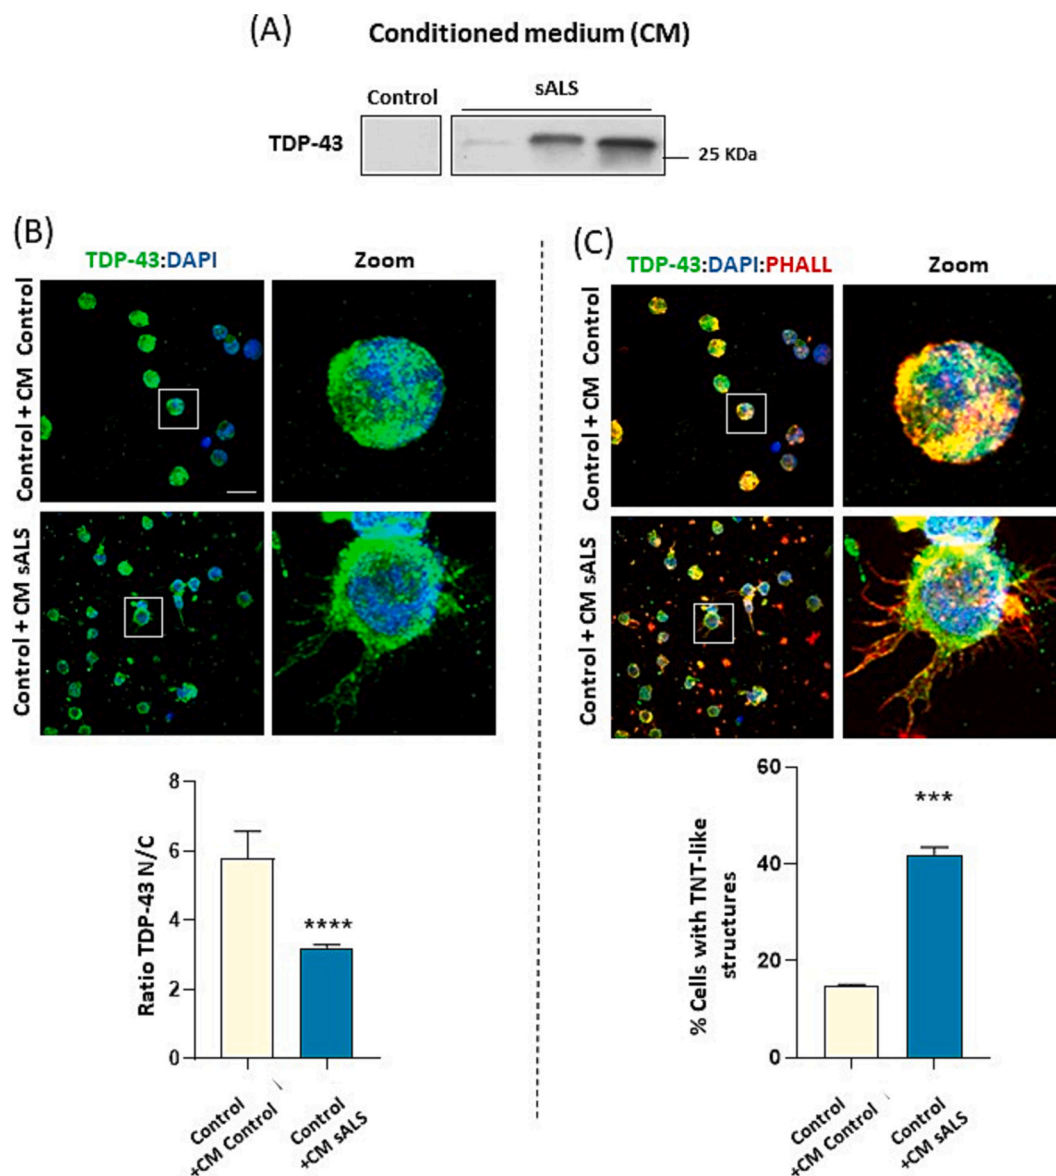 (A) Conditioned medium (CM)
Control sALS
TDP-43
25 KDa
(B)
TDP-43:DAPI Zoom
Control + CM Control
Control + CM sALS
Ratio TDP-43 N/C
8
6
4
2
0
****
Control
+CM Control
Control
+CM sALS
(C)
TDP-43:DAPI:PHALL Zoom
Control + CM Control
Control + CM sALS
% Cells with TNT-like
structures
60
40
20
0
***
Control
+CM Control
Control
+CM sALS